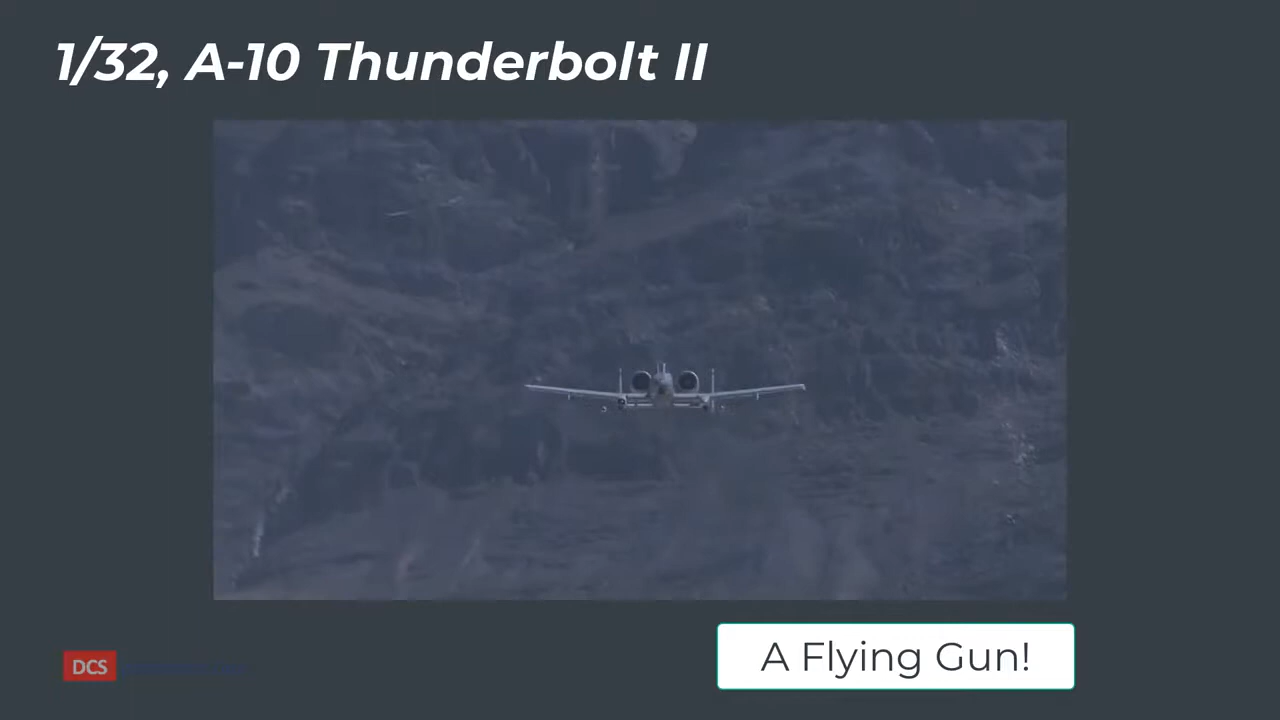 1/32, A-10 Thunderbolt II
A Flying Gun!
DCS